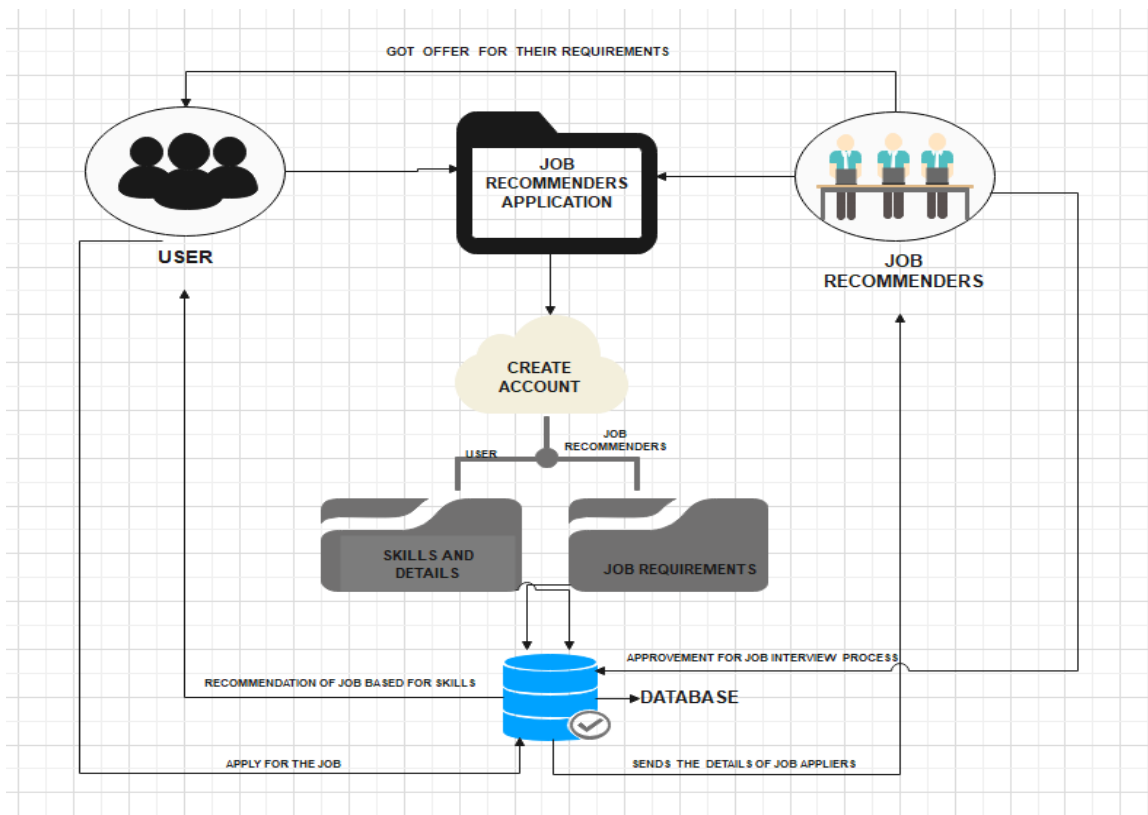 GOT OFFER FOR THEIR REQUIREMENTS
JOB
RECOMMENDERS
APPLICATION
USER
JOB
RECOMMENDERS
CREATE
ACCOUNT
USER
JOB
RECOMMENDERS
SKILLS AND
DETAILS
JOB REQUIREMENTS
APPROVEMENT FOR JOB INTERVIEW PROCESS
RECOMMENDATION OF JOB BASED FOR SKILLS
DATABASE
APPLY FOR THE JOB
SENDS THE DETAILS OF JOB APPLIERS